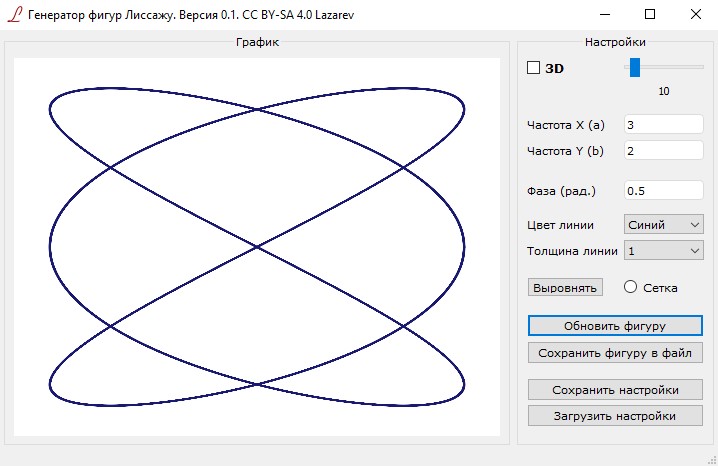 Генератор фигур Лиссажу. Версия 0.1. CC BY-SA 4.0 Lazarev
График
Настройки
3D
10
Частота X (a) 3
Частота Y (b) 2
Фаза (рад.) 0.5
Цвет линии Синий
Толщина линии 1
Выровнять Сетка
Обновить фигуру
Сохранить фигуру в файл
Сохранить настройки
Загрузить настройки